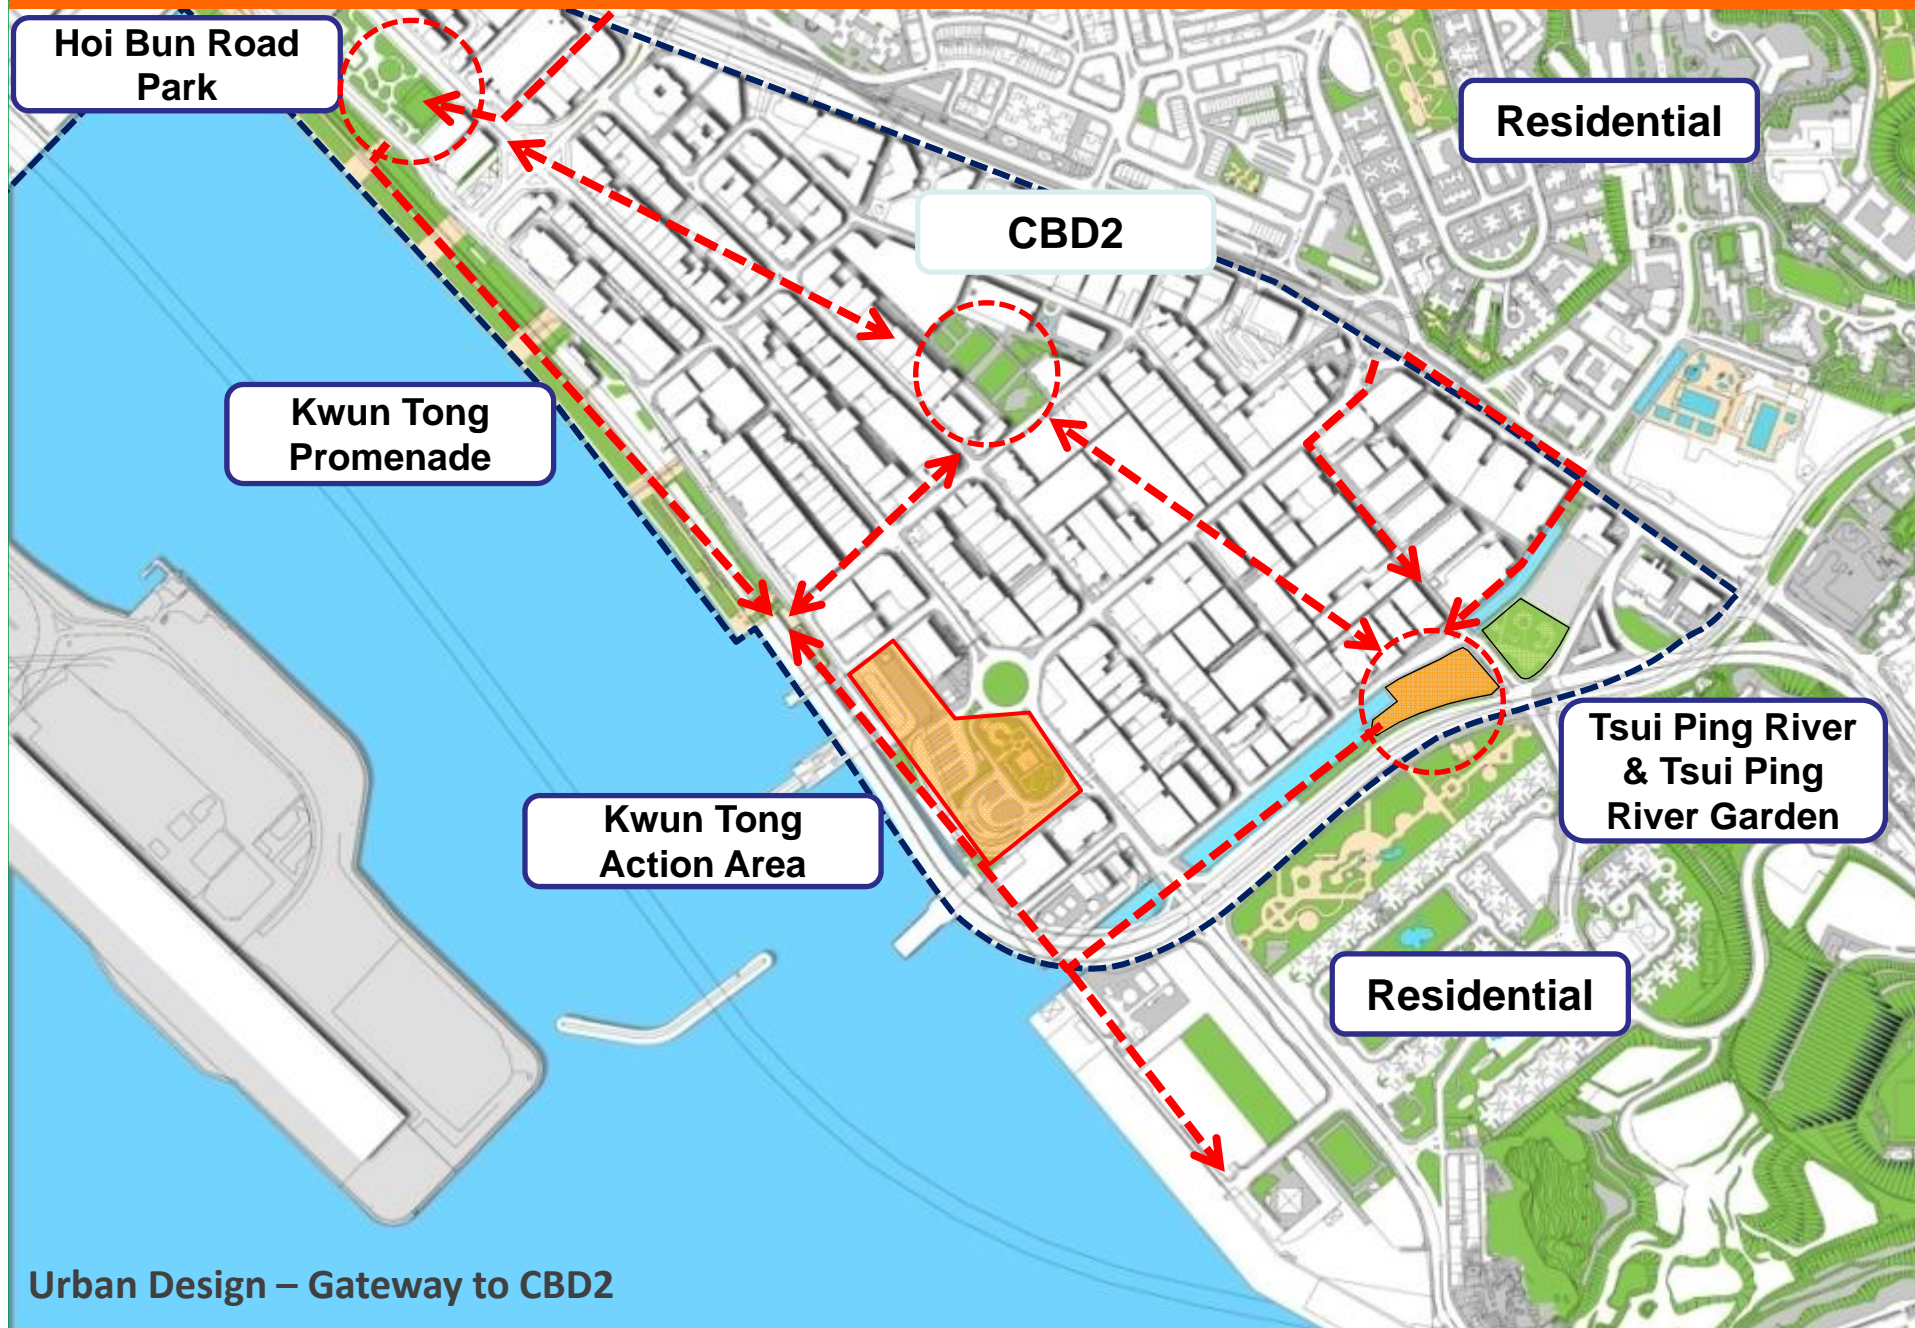 Hoi Bun Road
Park
Residential
CBD2
Kwun Tong
Promenade
Tsui Ping River
& Tsui Ping
River Garden
Kwun Tong
Action Area
Residential
Urban Design – Gateway to CBD2